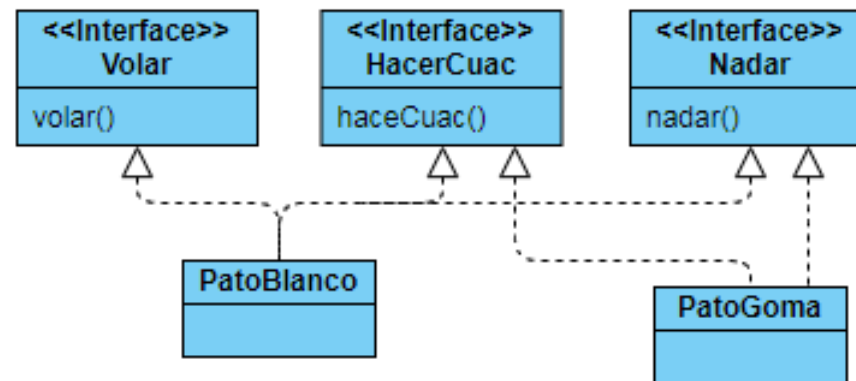 <<Interface>>
Volar
volar()
<<Interface>>
HacerCuac
haceCuac()
<<Interface>>
Nadar
nadar()
PatoBlanco
PatoGoma